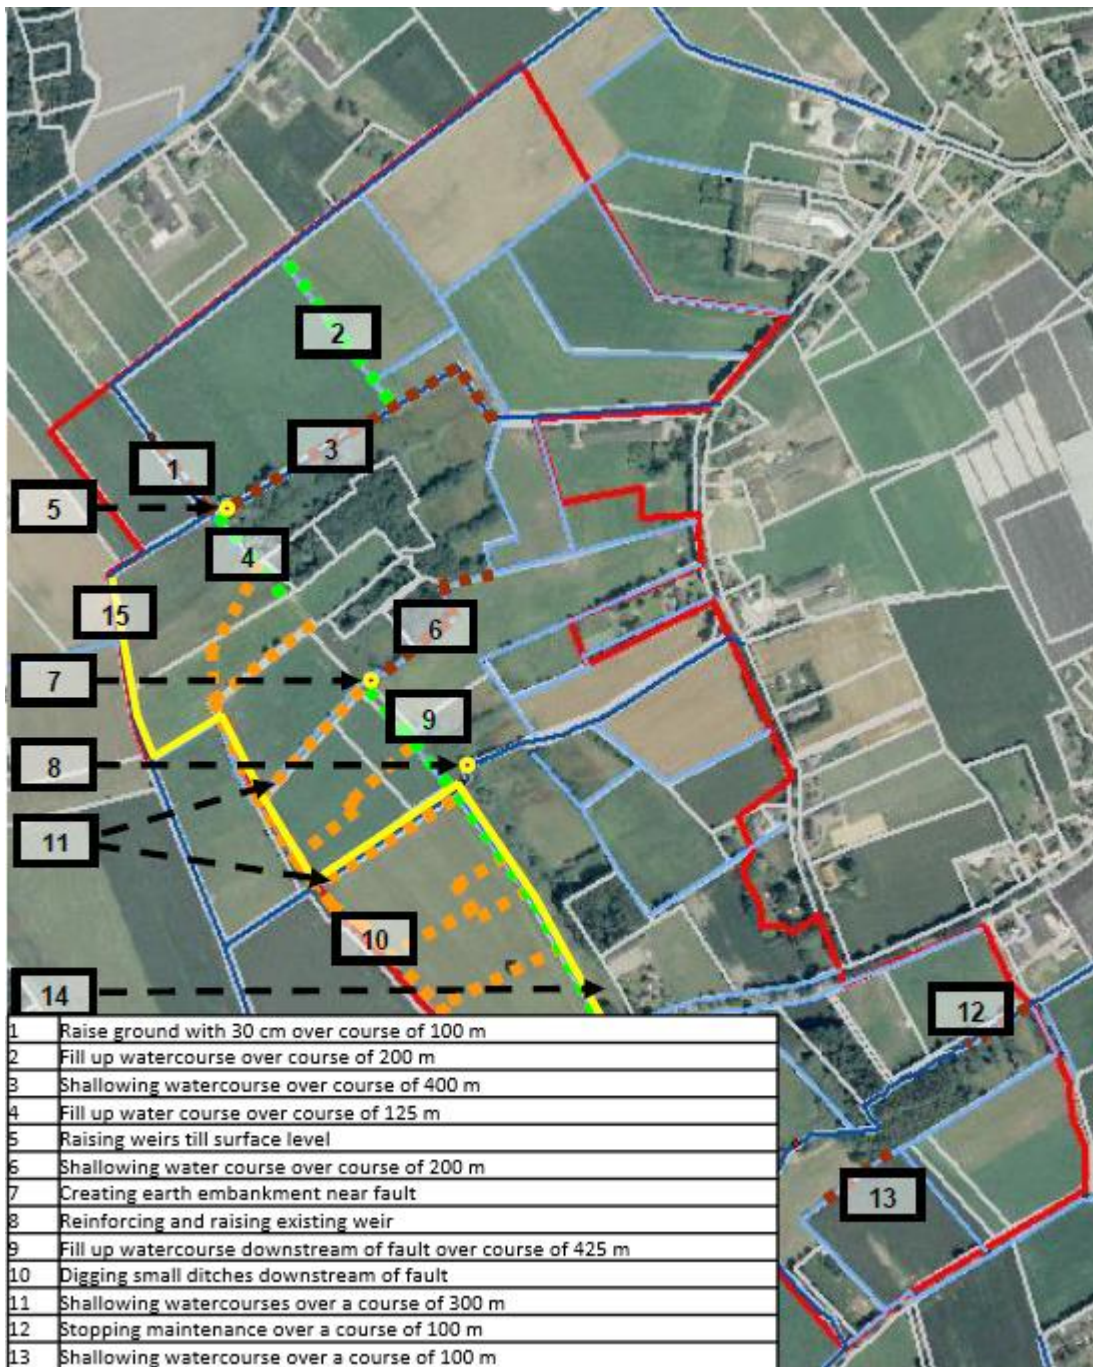 2
3
1
5
4
15
6
7
9
8
11
10
14
12
13
1 Raise ground with 30 cm over course of 100 m
2 Fill up watercourse over course of 200 m
3 Shallowing watercourse over course of 400 m
4 Fill up water course over course of 125 m
5 Raising weirs till surface level
6 Shallowing water course over course of 200 m
7 Creating earth embankment near fault
8 Reinforcing and raising existing weir
9 Fill up watercourse downstream of fault over course of 425 m
10 Digging small ditches downstream of fault
11 Shallowing watercourses over a course of 300 m
12 Stopping maintenance over a course of 100 m
13 Shallowing watercourse over a course of 100 m